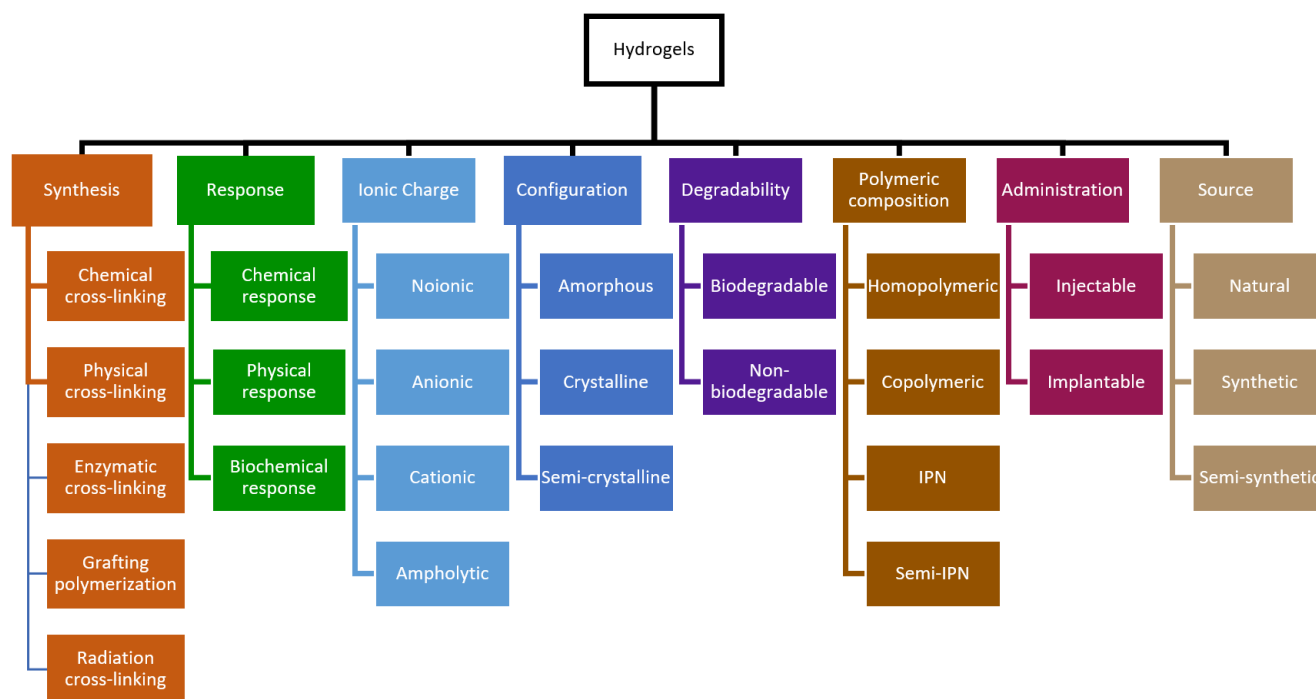 Hydrogels
Synthesis
Response
Ionic Charge
Configuration
Degradability
Polymeric
composition
Administration
Source
Chemical
cross-linking
Physical
cross-linking
Enzymatic
cross-linking
Grafting
polymerization
Radiation
cross-linking
Chemical
response
Physical
response
Biochemical
response
Noionic
Anionic
Cationic
Ampholytic
Amorphous
Crystalline
Semi-crystalline
Biodegradable
Non-
biodegradable
Homopolymeric
Copolymeric
IPN
Semi-IPN
Injectable
Implantable
Natural
Synthetic
Semi-synthetic